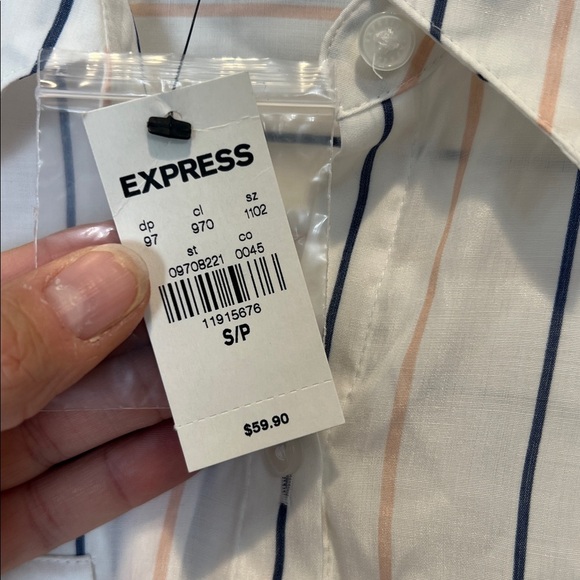 EXPRESS
dp cl sz
97 970 1102
st co
09708221 0045
11915676
S/P
$59.90